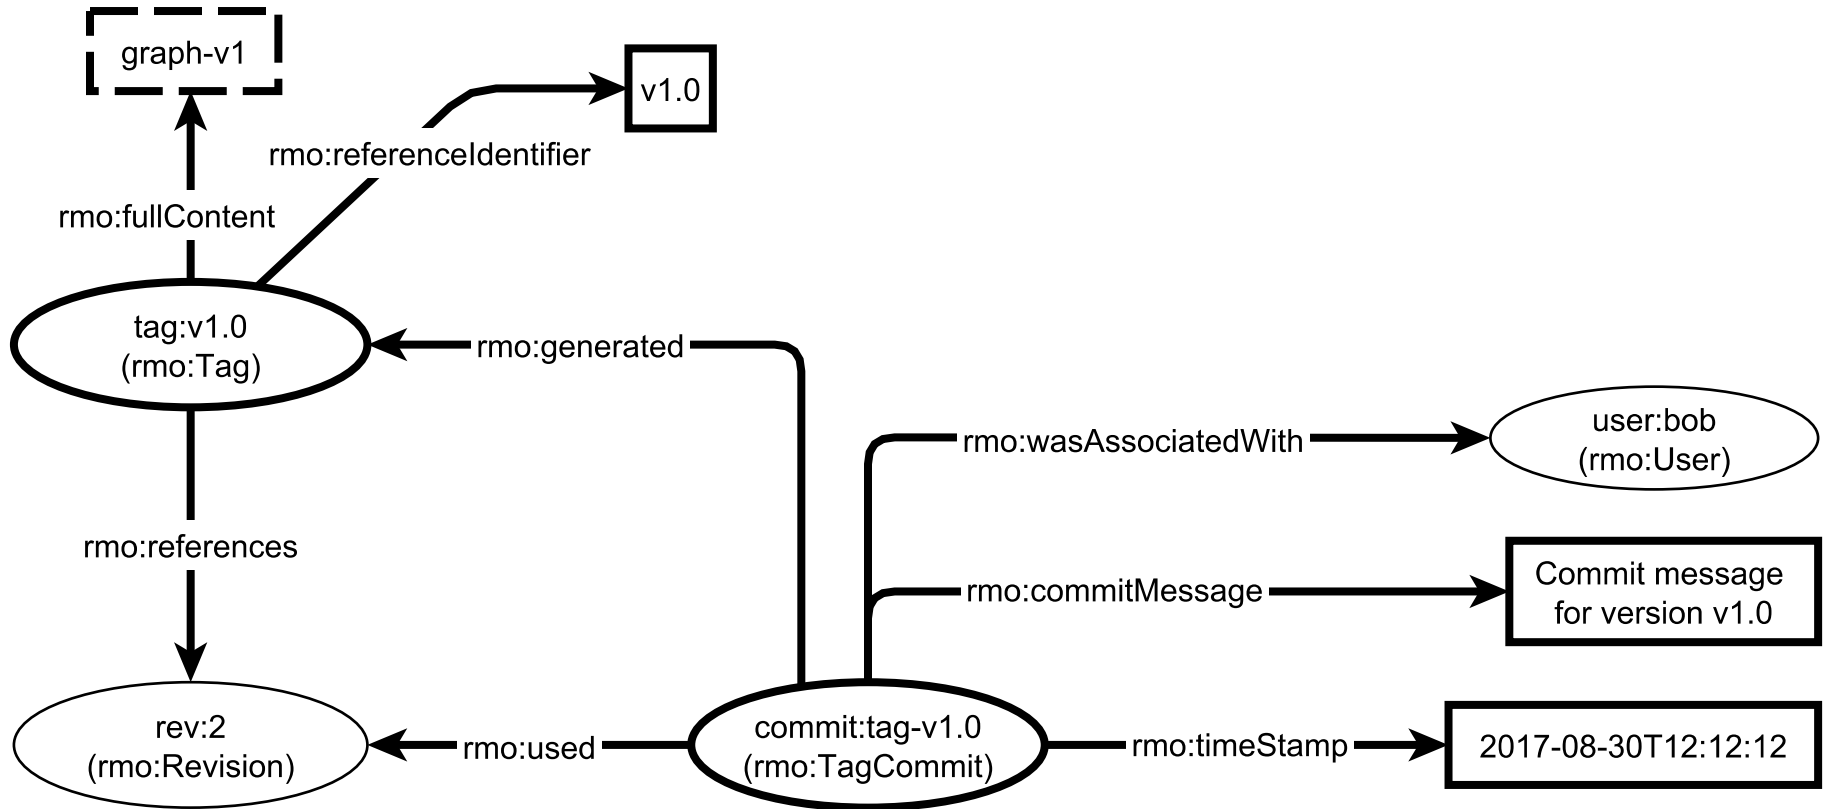 graph-v1
v1.0
rmo:referenceIdentifier
rmo:fullContent
tag:v1.0
(rmo:Tag)
rmo:generated
user:bob
(rmo:User)
rmo:wasAssociatedWith
rmo:references
rmo:commitMessage
Commit message
for version v1.0
rev:2
(rmo:Revision)
rmo:used
commit:tag-v1.0
(rmo:TagCommit)
rmo:timeStamp
2017-08-30T12:12:12